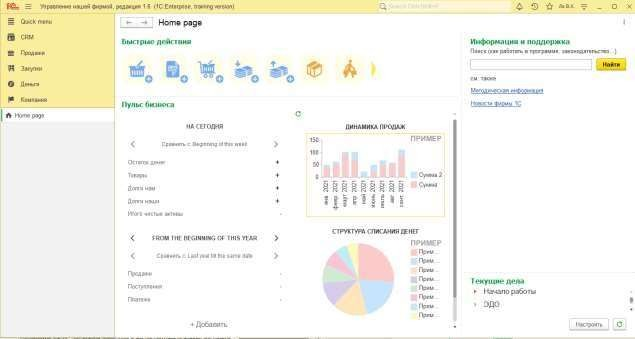 Управление нашей фирмой, редакция 1.6 (1C:Enterprise, training version)
Quick menu
CRM
Продажи
Закупки
Деньги
Компания
Home page
Home page
Быстрые действия
Пульс бизнеса
НА СЕГОДНЯ
Сравнить с: Beginning of this week
Остаток денег
Товары
Долги нам
Долги наши
Итого чистые активы
FROM THE BEGINNING OF THIS YEAR
Сравнить с: Last year till the same date
Продажи
Поступления
Платежи
+ Добавить
ДИНАМИКА ПРОДАЖ
ПРИМЕР
150
100
50
0
янв 2021
март 2021
апр 2021
май 2021
июнь 2021
июль 2021
авг 2021
сент 2021
Сумма 2
Сумма
СТРУКТУРА СПИСАНИЯ ДЕНЕГ
ПРИМЕР
Прим...
Прим...
Прим...
Прим...
Прим...
Прим...
Прим...
Прим...
Информация и поддержка
Поиск (как работать в программе, законодательство...)
Найти
см. также
Методическая информация
Новости фирмы 1С
Текущие дела
Начало работы
ЭДО
Настроить